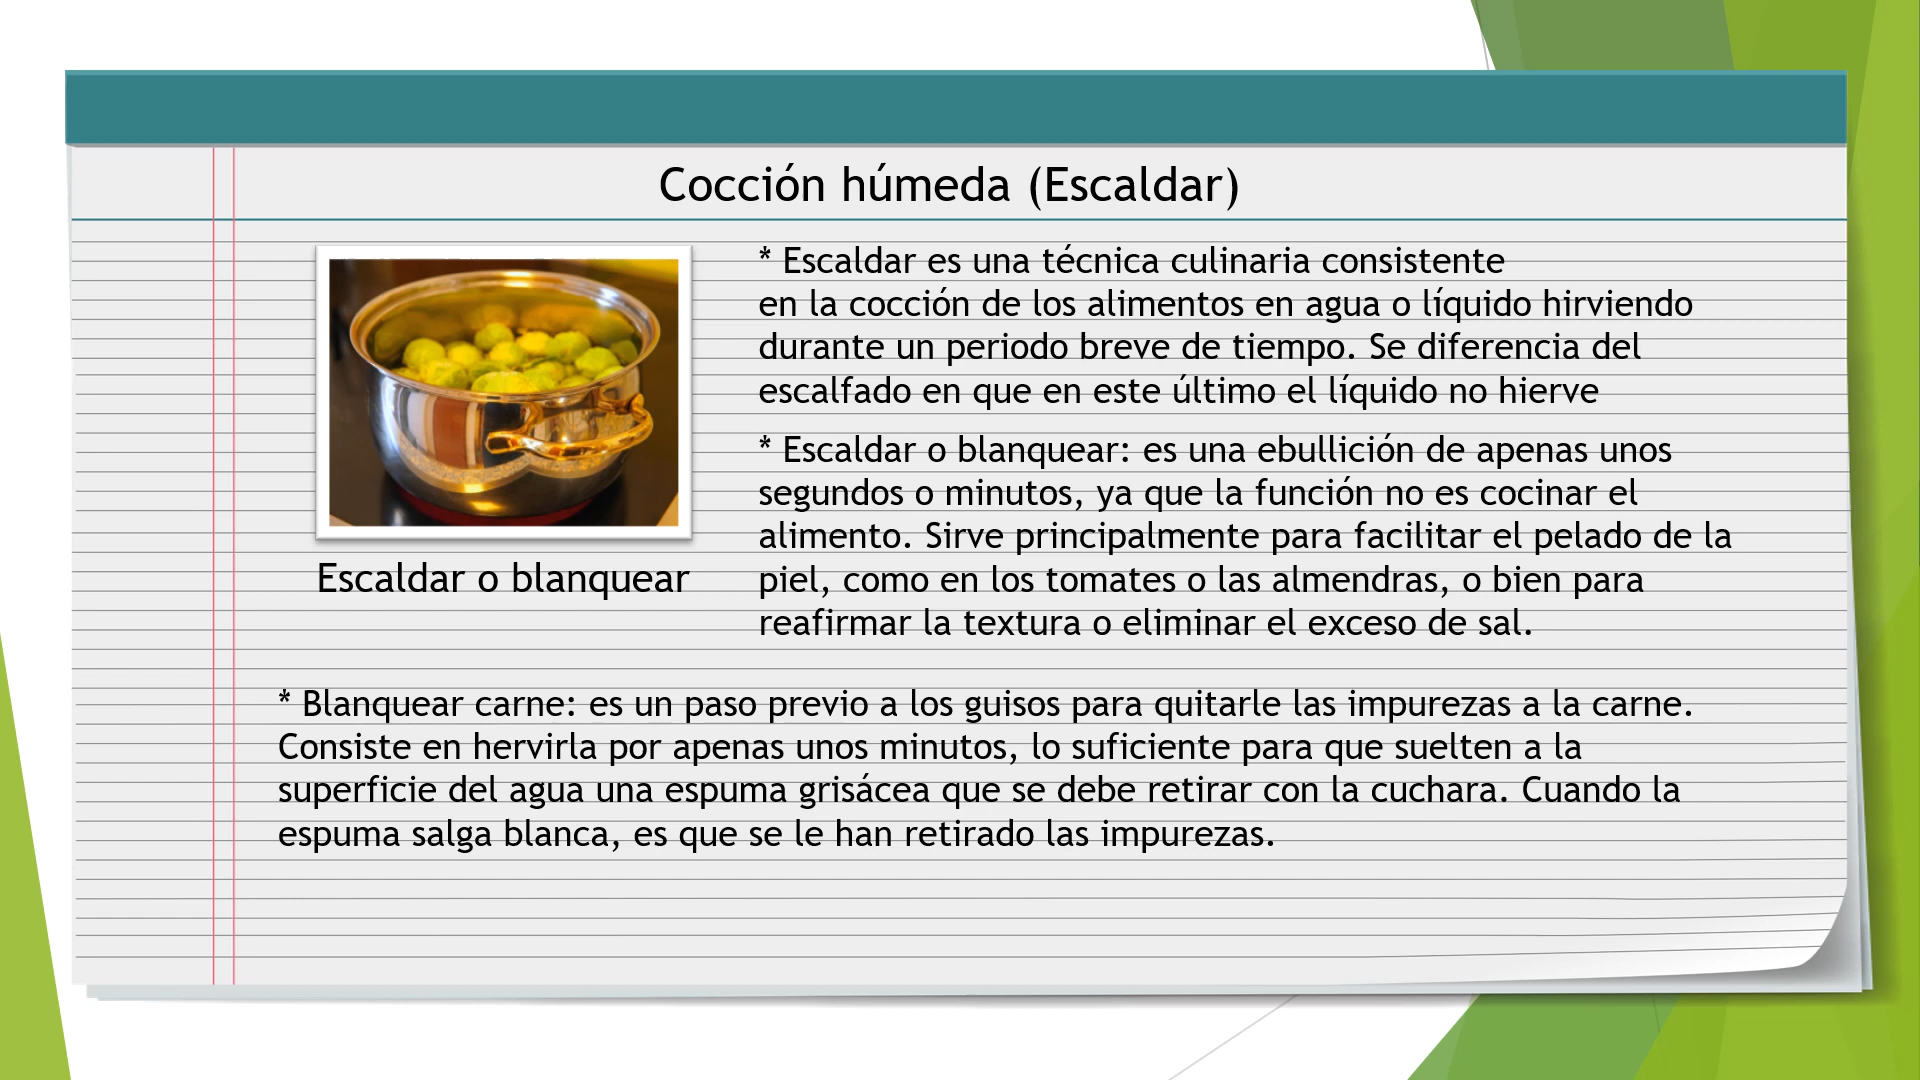 Cocción húmeda (Escaldar)
* Escaldar es una técnica culinaria consistente
en la cocción de los alimentos en agua o líquido hirviendo
durante un periodo breve de tiempo. Se diferencia del
escalfado en que en este último el líquido no hierve
* Escaldar o blanquear: es una ebullición de apenas unos
segundos o minutos, ya que la función no es cocinar el
alimento. Sirve principalmente para facilitar el pelado de la
piel, como en los tomates o las almendras, o bien para
reafirmar la textura o eliminar el exceso de sal.
Escaldar o blanquear
* Blanquear carne: es un paso previo a los guisos para quitarle las impurezas a la carne.
Consiste en hervirla por apenas unos minutos, lo suficiente para que suelten a la
superficie del agua una espuma grisácea que se debe retirar con la cuchara. Cuando la
espuma salga blanca, es que se le han retirado las impurezas.